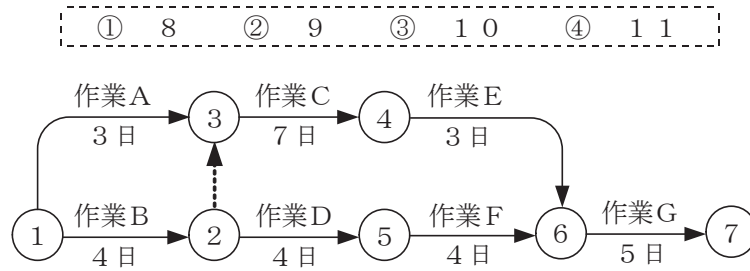 ① 8 ② 9 ③ 10 ④ 11
作業A 作業C 作業E
3 4
3日 7日 3日
作業B 作業D 作業F 作業G
1 2 5 6 7
4日 4日 4日 5日